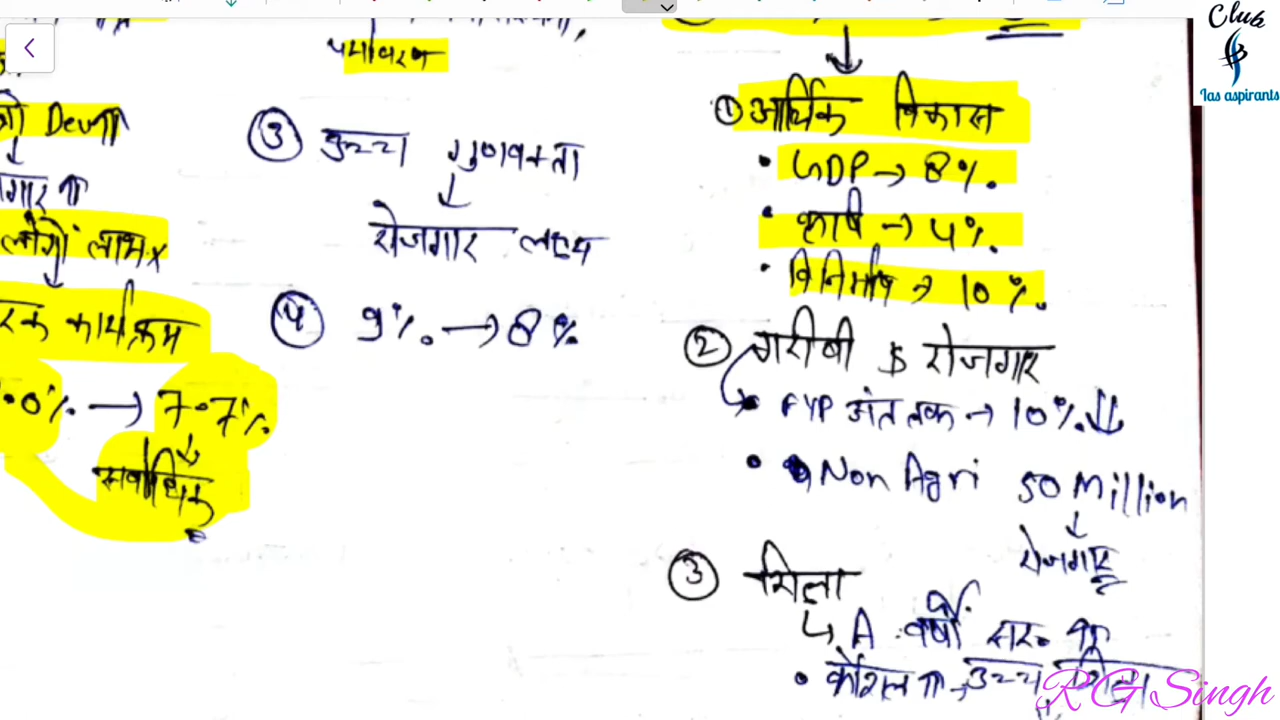 Club
Ias aspirants
पर्यावरण
③ उच्च गुणवत्ता
↓
रोजगार लक्ष्य
④ 9% → 8%
Devp
↓
लोगों लाभ x
↓
कार्यक्रम
→ 7.7%
↓
सर्वाधिक
↓
① आर्थिक विकास
• GDP → 8%.
• कृषि → 4%.
• विनिर्माण → 10%.
② गरीबी & रोजगार
• FYP अंत तक → 10% ↓↓
• Non Agri 50 Million
↓
रोजगार
③ शिक्षा
↳ A वर्षों
• कौशल ⇈ → उच्च शिक्षा
RG Singh